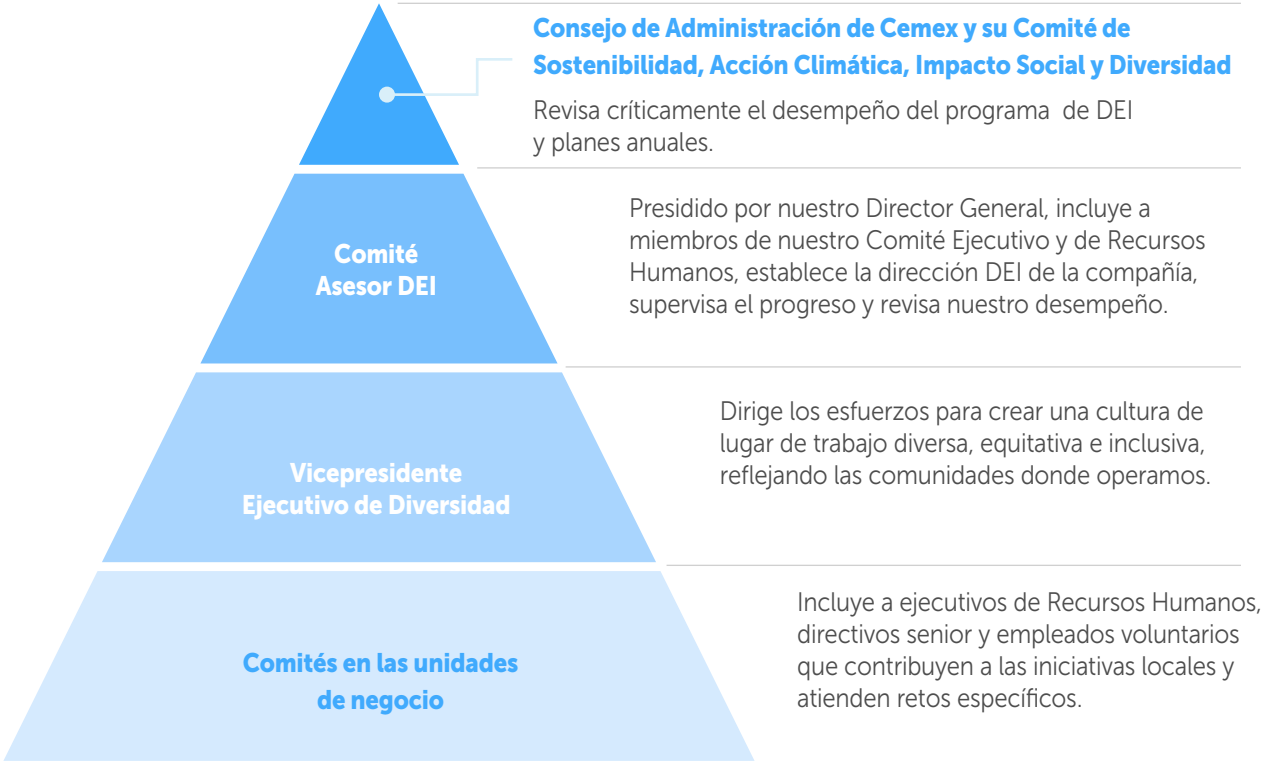 Consejo de Administración de Cemex y su Comité de
Sostenibilidad, Acción Climática, Impacto Social y Diversidad
Revisa críticamente el desempeño del programa  de DEI
y planes anuales.
Comité
Asesor DEI
Presidido por nuestro Director General, incluye a
miembros de nuestro Comité Ejecutivo y de Recursos
Humanos, establece la dirección DEI de la compañía,
supervisa el progreso y revisa nuestro desempeño.
Vicepresidente
Ejecutivo de Diversidad
Dirige los esfuerzos para crear una cultura de
lugar de trabajo diversa, equitativa e inclusiva,
reflejando las comunidades donde operamos.
Comités en las unidades
de negocio
Incluye a ejecutivos de Recursos Humanos,
directivos senior y empleados voluntarios
que contribuyen a las iniciativas locales y
atienden retos específicos.